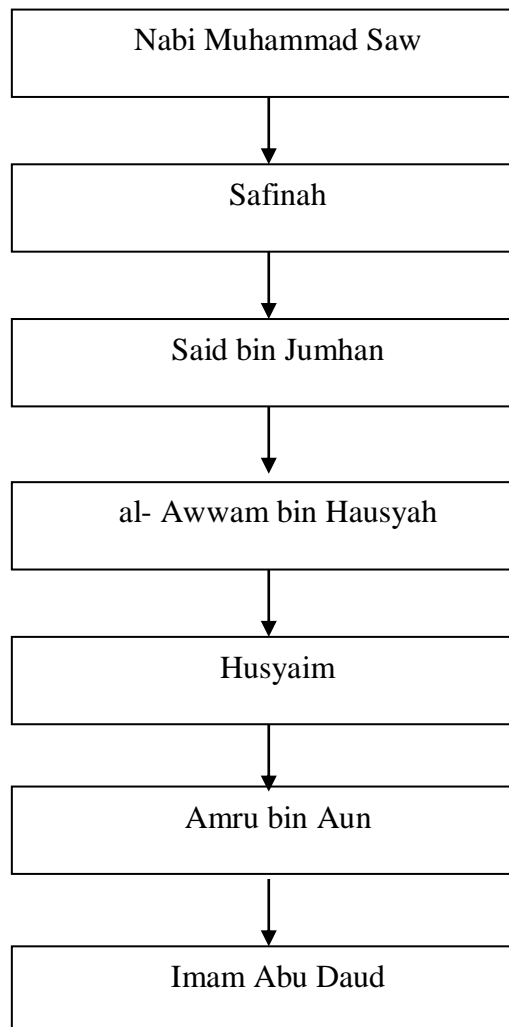 Nabi Muhammad Saw
Safinah
Said bin Jumhan
al- Awwam bin Hausyah
Husyaim
Amru bin Aun
Imam Abu Daud